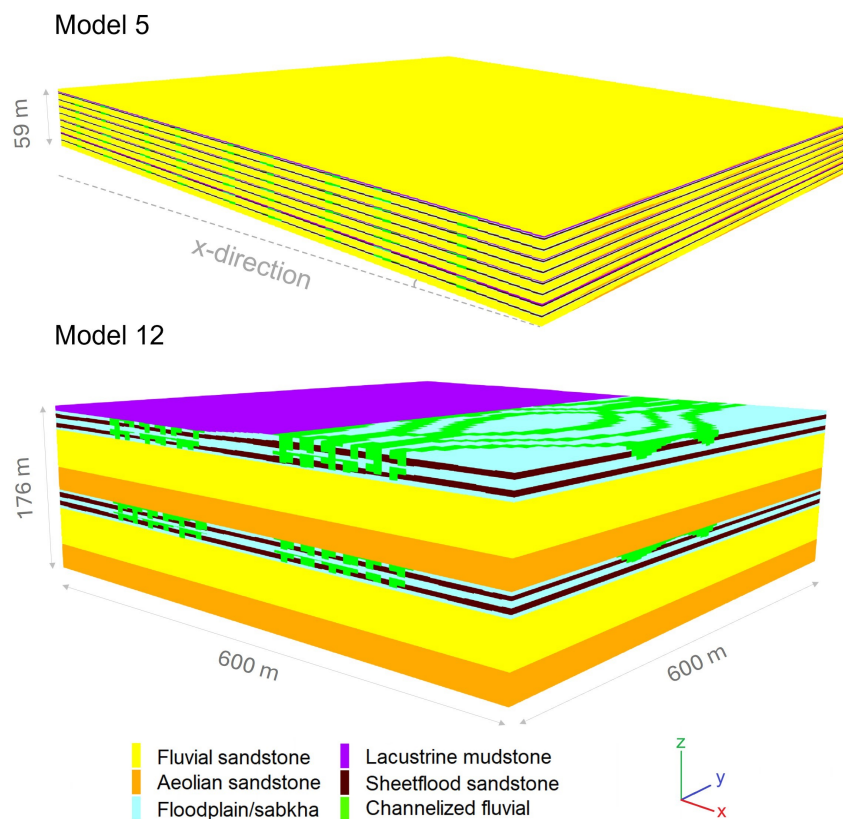 Model 5
59 m
x-direction
Model 12
176 m
600 m
600 m
Fluvial sandstone
Lacustrine mudstone
Aeolian sandstone
Sheetflood sandstone
Floodplain/sabkha
Channelized fluvial
z
y
x